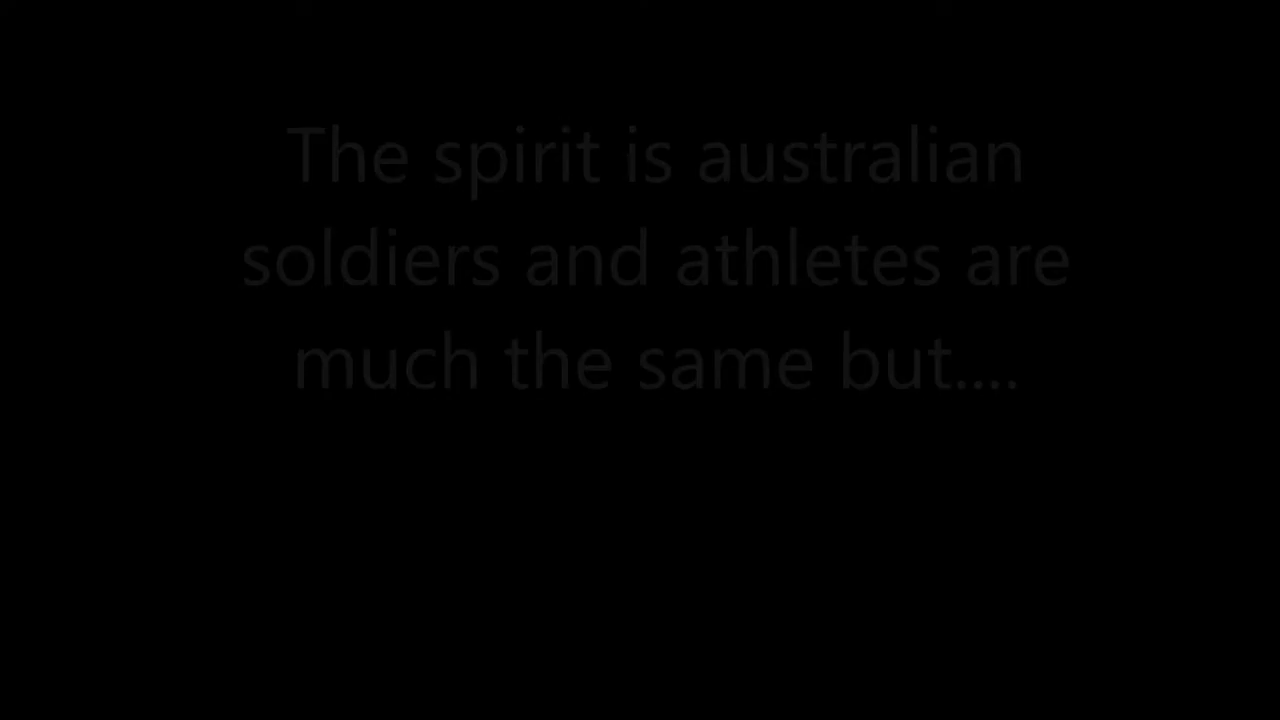 The spirit is australian
soldiers and athletes are
much the same but....